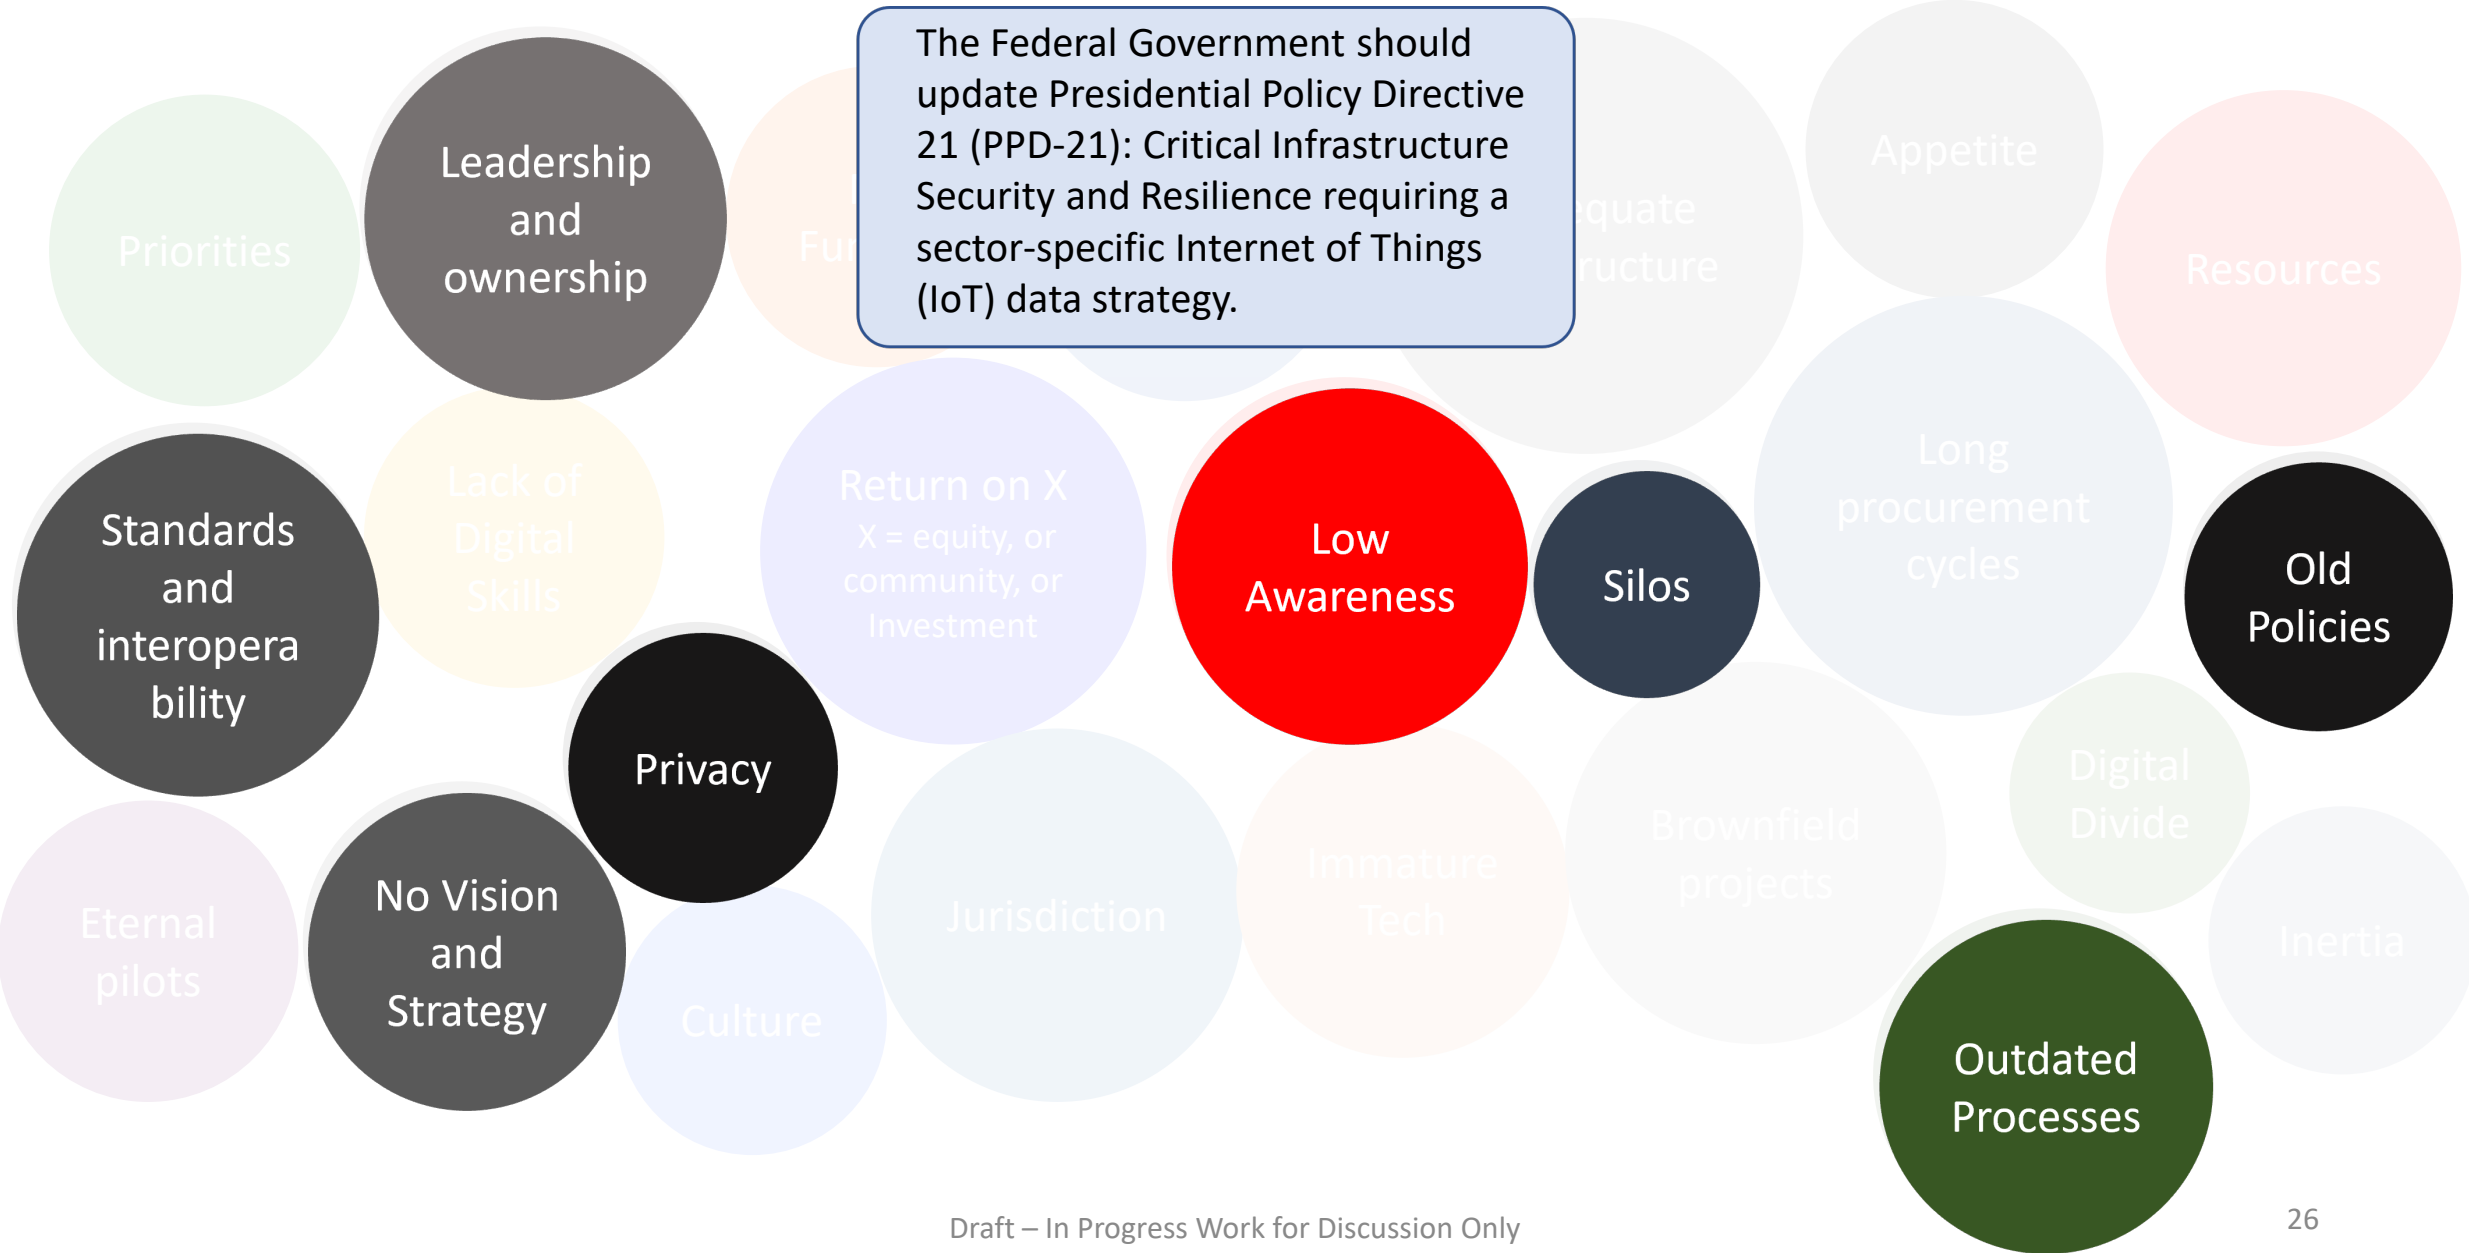 The Federal Government should
update Presidential Policy Directive
21 (PPD-21): Critical Infrastructure
Security and Resilience requiring a
sector-specific Internet of Things
(IoT) data strategy.
Priorities
Leadership
and
ownership
Appetite
Resources
Standards
and
interopera
bility
Lack of
Digital
Skills
Return on X
X = equity, or
community, or
Investment
Low
Awareness
Silos
Long
procurement
cycles
Old
Policies
Privacy
Digital
Divide
Eternal
pilots
No Vision
and
Strategy
Culture
Jurisdiction
Immature
Tech
Brownfield
projects
Inertia
Outdated
Processes
Draft – In Progress Work for Discussion Only
26